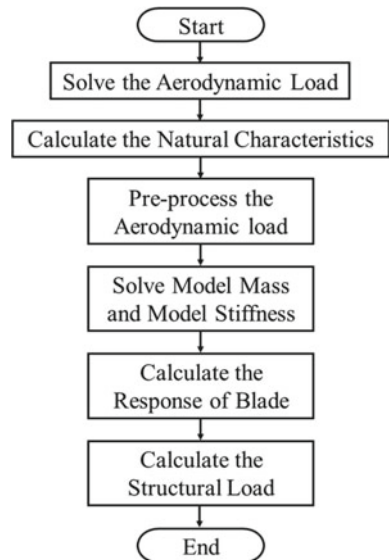 Start
Solve the Aerodynamic Load
Calculate the Natural Characteristics
Pre-process the
Aerodynamic load
Solve Model Mass
and Model Stiffness
Calculate the
Response of Blade
Calculate the
Structural Load
End